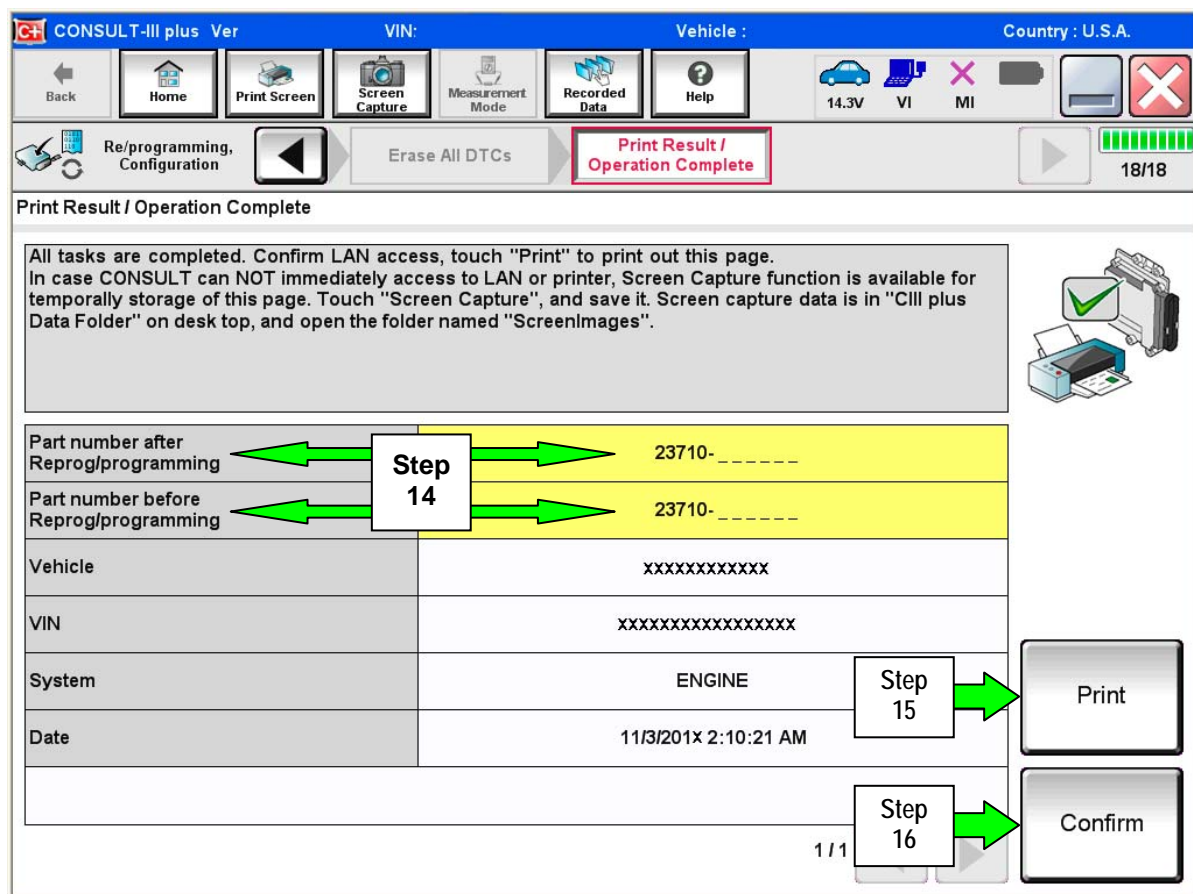 C+ CONSULT-III plus Ver VIN: Vehicle : Country : U.S.A.
Back
Home
Print Screen
Screen
Capture
Measurement
Mode
Recorded
Data
Help
14.3V
VI
MI
Re/programming,
Configuration
Erase All DTCs
Print Result /
Operation Complete
18/18
Print Result / Operation Complete
All tasks are completed. Confirm LAN access, touch "Print" to print out this page.
In case CONSULT can NOT immediately access to LAN or printer, Screen Capture function is available for
temporally storage of this page. Touch "Screen Capture", and save it. Screen capture data is in "CIII plus
Data Folder" on desk top, and open the folder named "ScreenImages".
Part number after
Reprog/programming
23710-_ _ _ _ _ _
Part number before
Reprog/programming
23710-_ _ _ _ _ _
Step
14
Vehicle
xxxxxxxxxxxx
VIN
xxxxxxxxxxxxxxxxx
System
ENGINE
Step
15
Print
Date
11/3/201x 2:10:21 AM
Step
16
Confirm
1/1